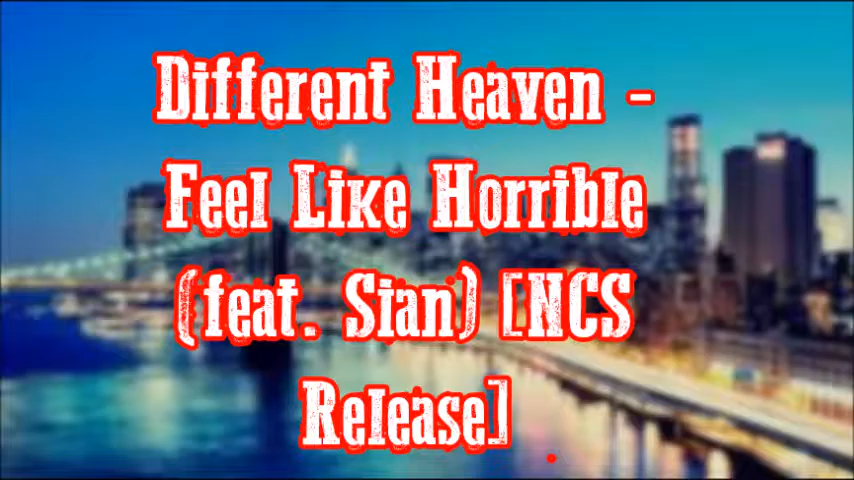 Different Heaven -
Feel Like Horrible
(feat. Sian) [NCS
Release]